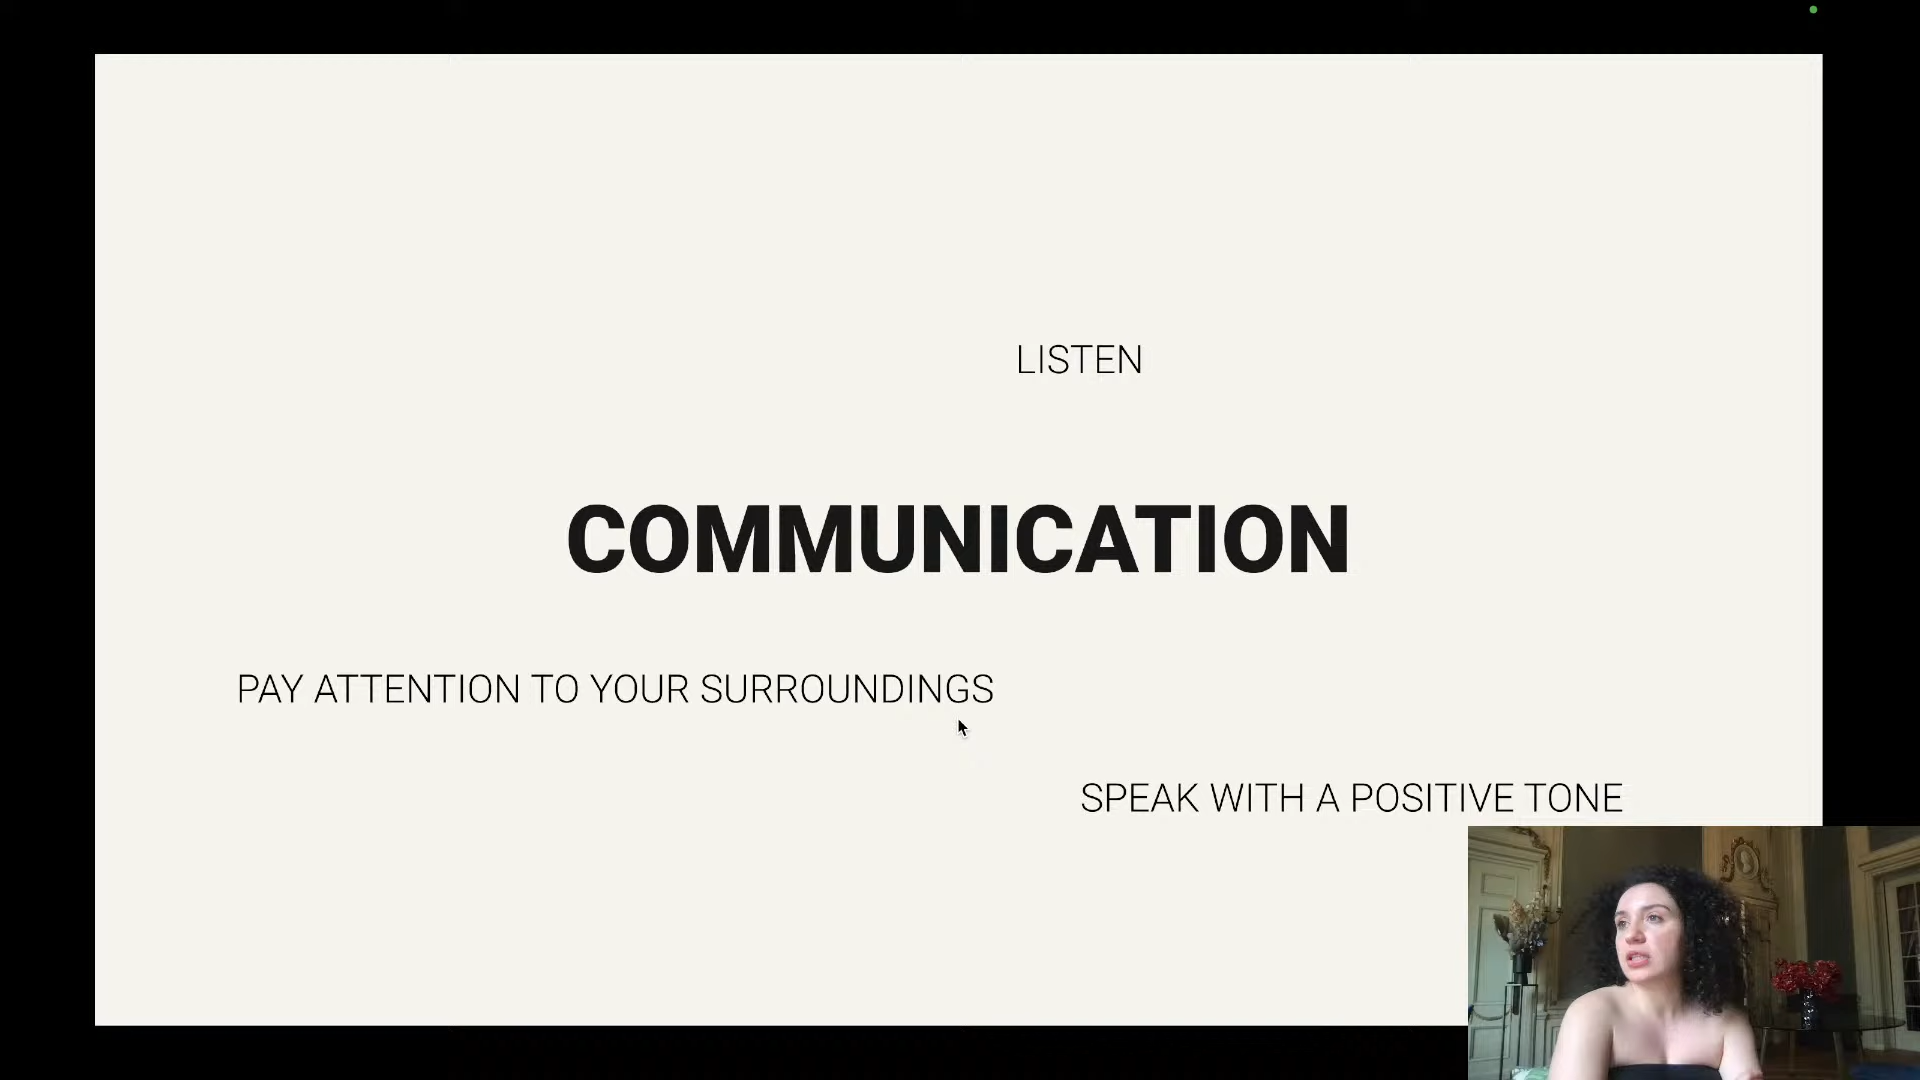 LISTEN
COMMUNICATION
PAY ATTENTION TO YOUR SURROUNDINGS
SPEAK WITH A POSITIVE TONE